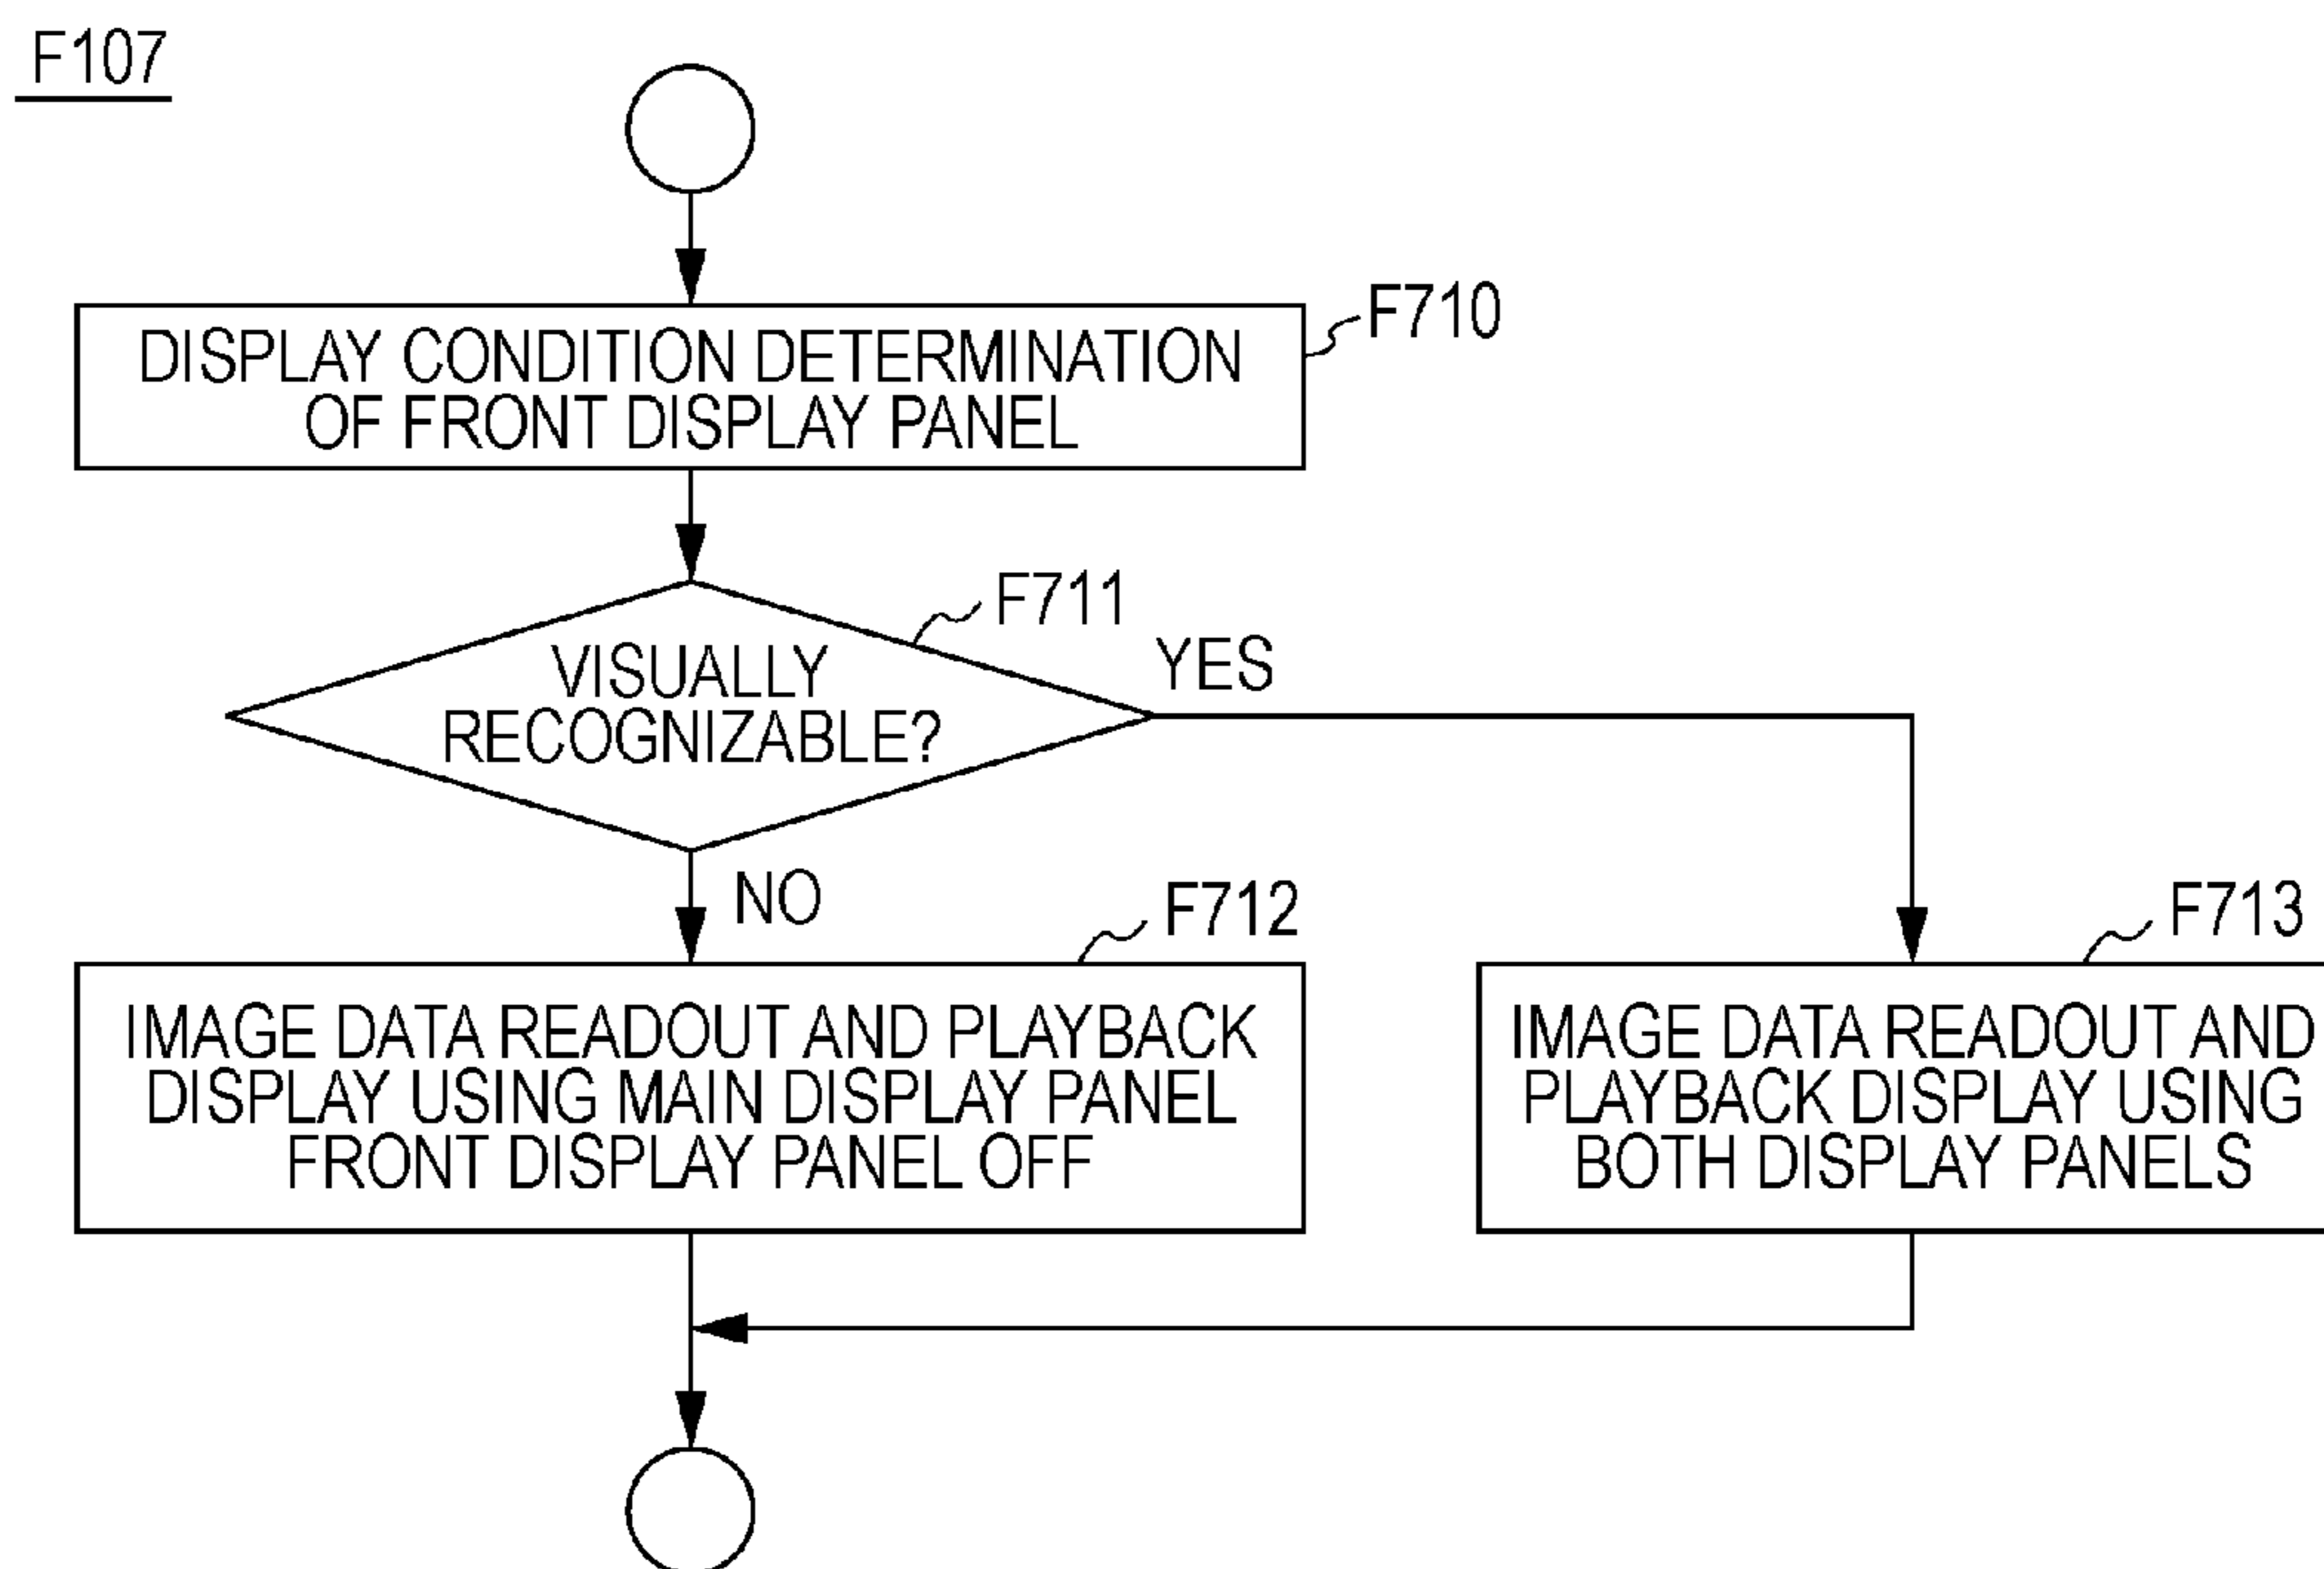 F107
DISPLAY CONDITION DETERMINATION
OF FRONT DISPLAY PANEL
F710
F711
VISUALLY
RECOGNIZABLE?
YES
NO
F712
IMAGE DATA READOUT AND PLAYBACK
DISPLAY USING MAIN DISPLAY PANEL
FRONT DISPLAY PANEL OFF
F713
IMAGE DATA READOUT AND
PLAYBACK DISPLAY USING
BOTH DISPLAY PANELS